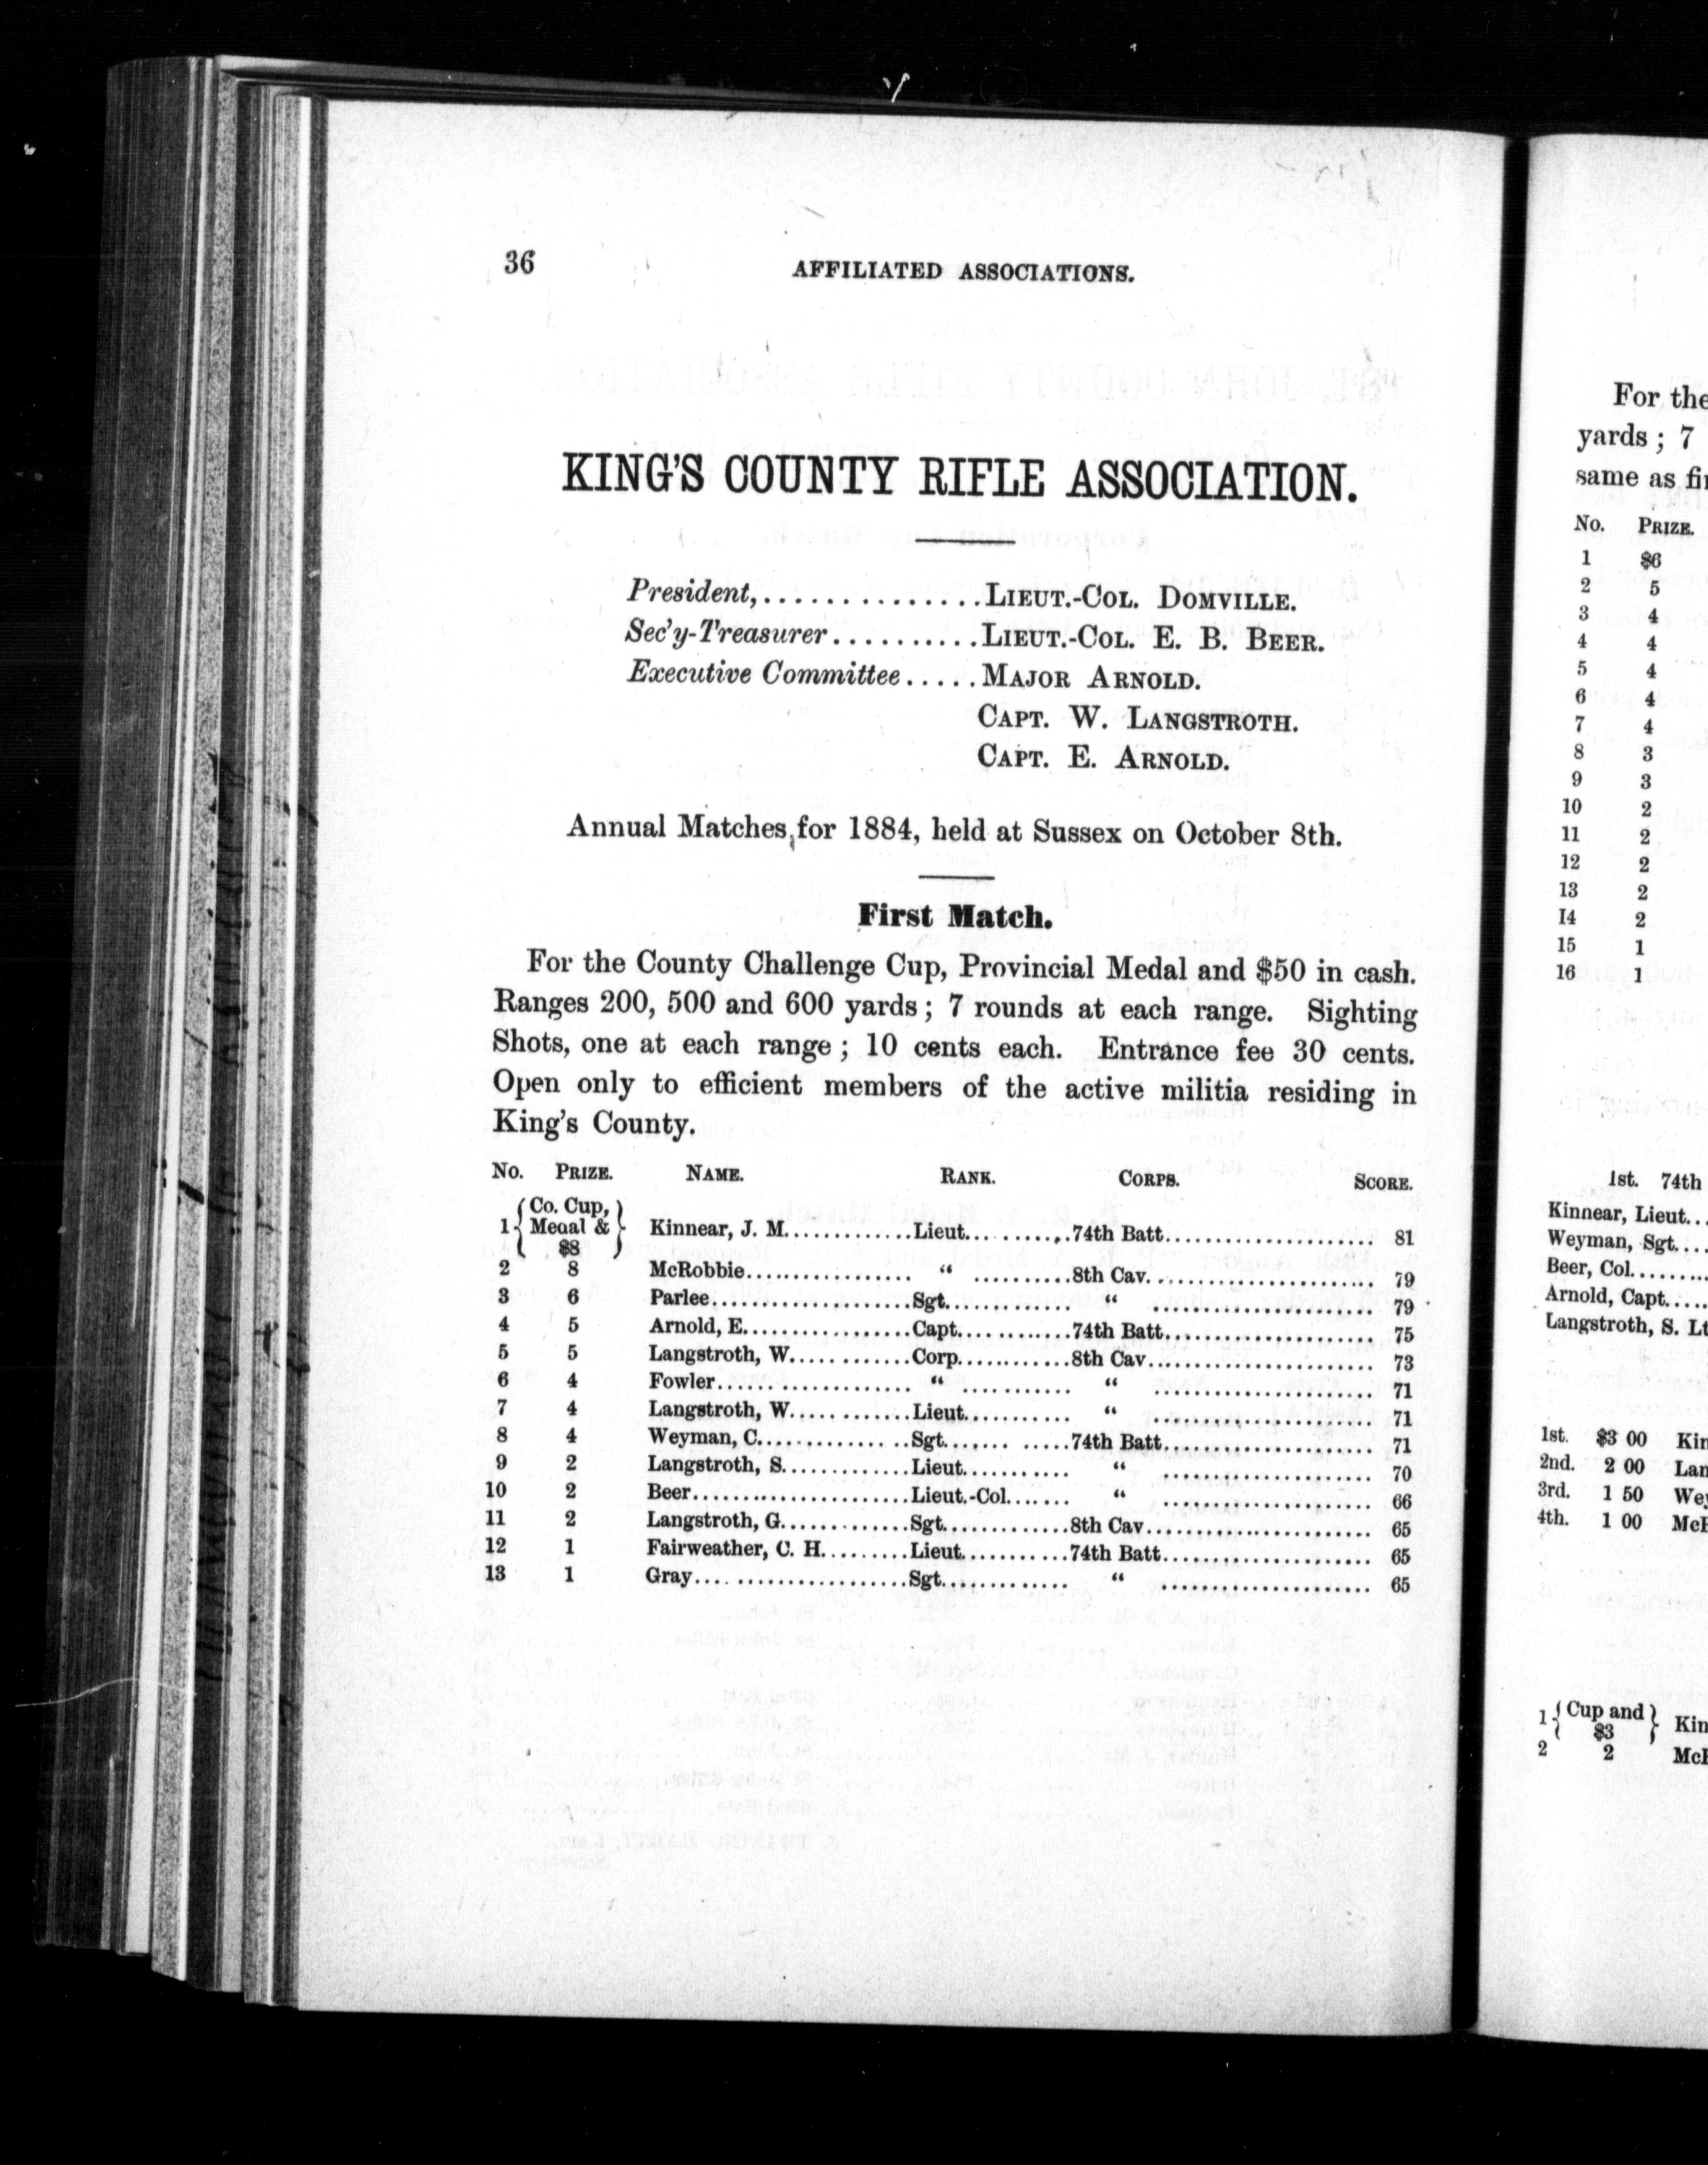 36
AFFILIATED ASSOCIATIONS.
KING'S COUNTY RIFLE ASSOCIATION.
President,..............LIEUT.-COL. DOMVILLE.
Sec'y-Treasurer..........LIEUT.-COL. E. B. BEER.
Executive Committee.....MAJOR ARNOLD.
CAPT. W. LANGSTROTH.
CAPT. E. ARNOLD.
Annual Matches for 1884, held at Sussex on October 8th.
First Match.
For the County Challenge Cup, Provincial Medal and $50 in cash.
Ranges 200, 500 and 600 yards; 7 rounds at each range. Sighting
Shots, one at each range; 10 cents each. Entrance fee 30 cents.
Open only to efficient members of the active militia residing in
King's County.
No. PRIZE. NAME. RANK. CORPS. SCORE.
1 { Co. Cup, Medal & $8 } Kinnear, J. M............Lieut...........74th Batt..................... 81
2 8 McRobbie................. “ ..........8th Cav....................... 79
3 6 Parlee....................Sgt............. “ ...................... 79
4 5 Arnold, E.................Capt............74th Batt..................... 75
5 5 Langstroth, W............Corp...........8th Cav....................... 73
6 4 Fowler.................... “ ........... “ ...................... 71
7 4 Langstroth, W............Lieut........... “ ...................... 71
8 4 Weyman, C...............Sgt............74th Batt..................... 71
9 2 Langstroth, S.............Lieut........... “ ..................... 70
10 2 Beer......................Lieut.-Col....... “ ..................... 66
11 2 Langstroth, G.............Sgt.............8th Cav....................... 65
12 1 Fairweather, C. H.........Lieut...........74th Batt..................... 65
13 1 Gray.....................Sgt............. “ ..................... 65
For the
yards; 7
same as
No. PRIZE.
1 $6
2 5
3 4
4 4
5 4
6 4
7 4
8 3
9 3
10 2
11 2
12 2
13 2
14 2
15 1
16 1
1st. 74th
Kinnear, Lieut...
Weyman, Sgt....
Beer, Col.........
Arnold, Capt.....
Langstroth, S. Lt
1st. $3 00 Kin
2nd. 2 00 Lan
3rd. 1 50 Wey
4th. 1 00 McR
1 { Cup and $3 } Kin
2 2 McR